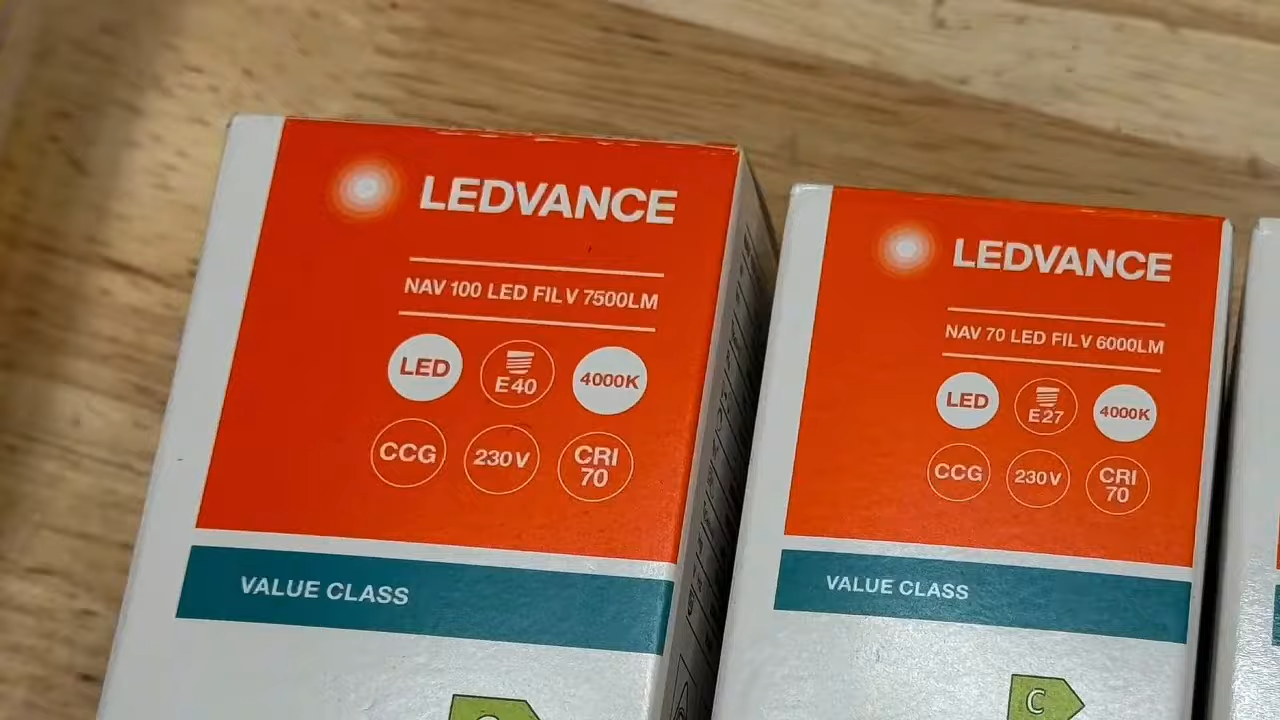 LEDVANCE
NAV 100 LED FIL V 7500LM
LED
E40
4000K
CCG
230V
CRI
70
VALUE CLASS
LEDVANCE
NAV 70 LED FIL V 6000LM
LED
E27
4000K
CCG
230V
CRI
70
VALUE CLASS
C